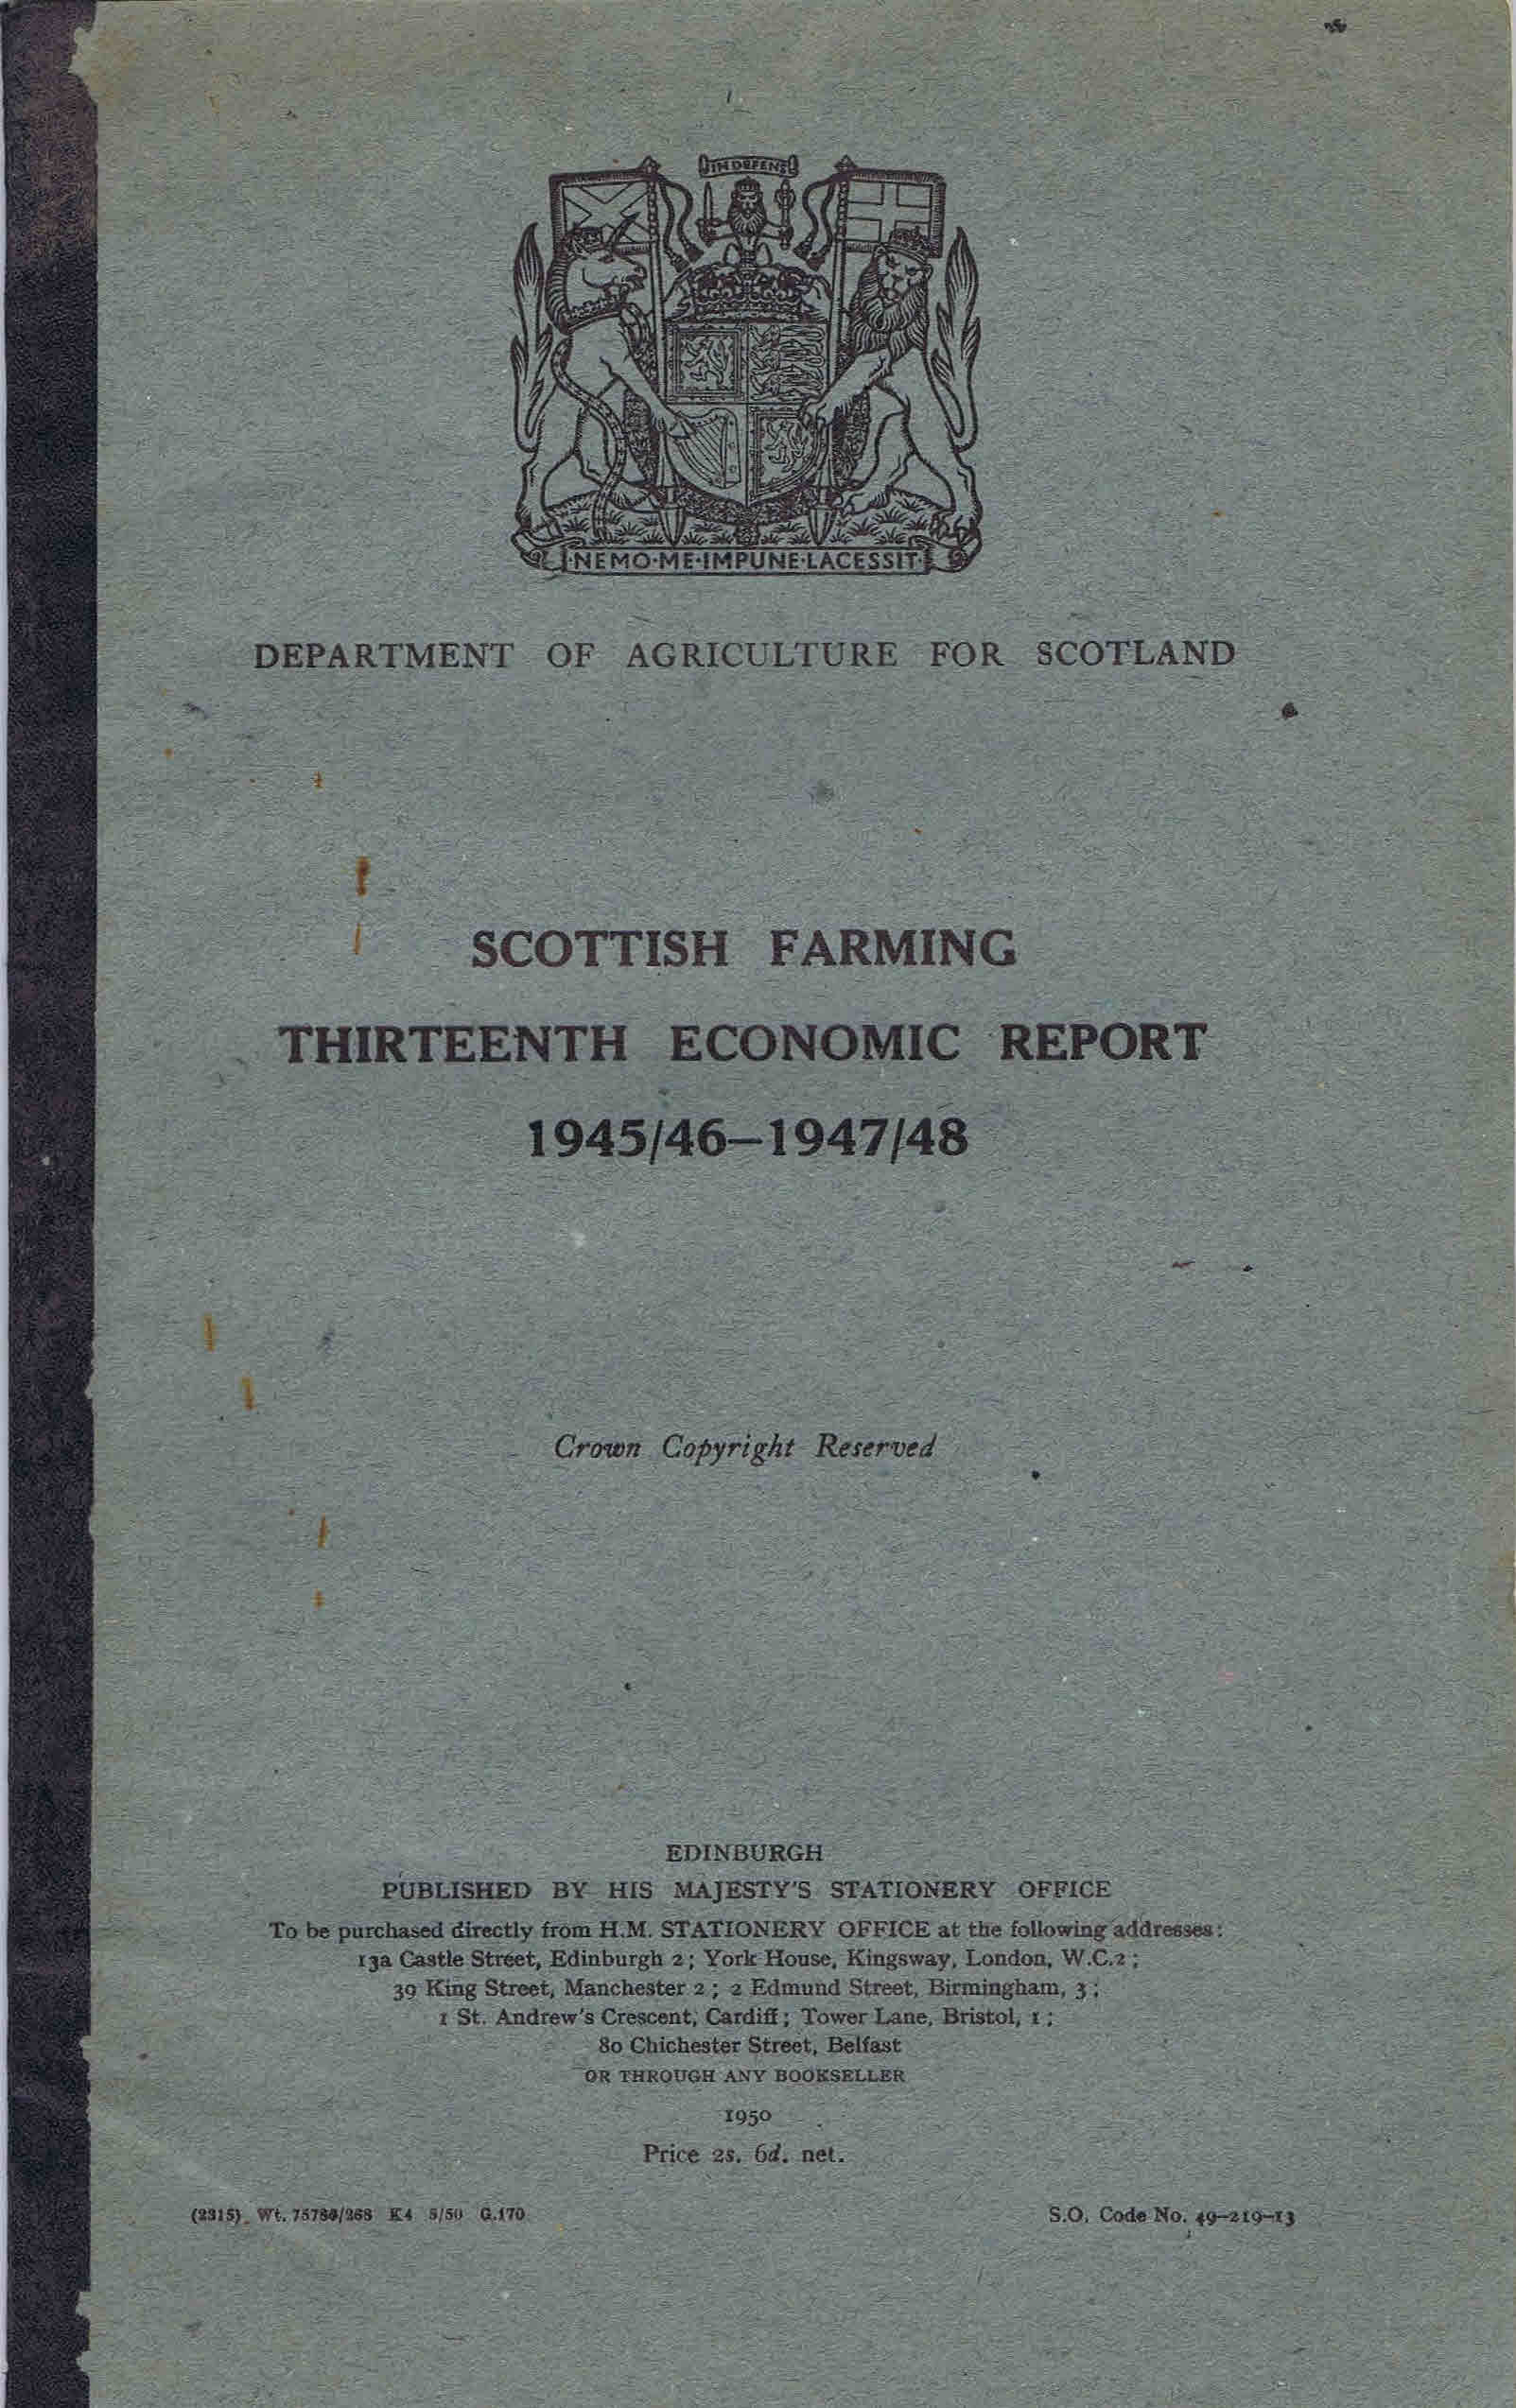 IN DEFENS
NEMO·ME·IMPUNE·LACESSIT·
DEPARTMENT OF AGRICULTURE FOR SCOTLAND
SCOTTISH FARMING
THIRTEENTH ECONOMIC REPORT
1945/46–1947/48
Crown Copyright Reserved
EDINBURGH
PUBLISHED BY HIS MAJESTY'S STATIONERY OFFICE
To be purchased directly from H.M. STATIONERY OFFICE at the following addresses:
13a Castle Street, Edinburgh 2; York House, Kingsway, London, W.C.2;
39 King Street, Manchester 2; 2 Edmund Street, Birmingham, 3;
1 St. Andrew's Crescent, Cardiff; Tower Lane, Bristol, 1;
80 Chichester Street, Belfast
OR THROUGH ANY BOOKSELLER
1950
Price 2s. 6d. net.
(2315) Wt. K4 5/50 G.170
S.O. Code No. 49–219–13